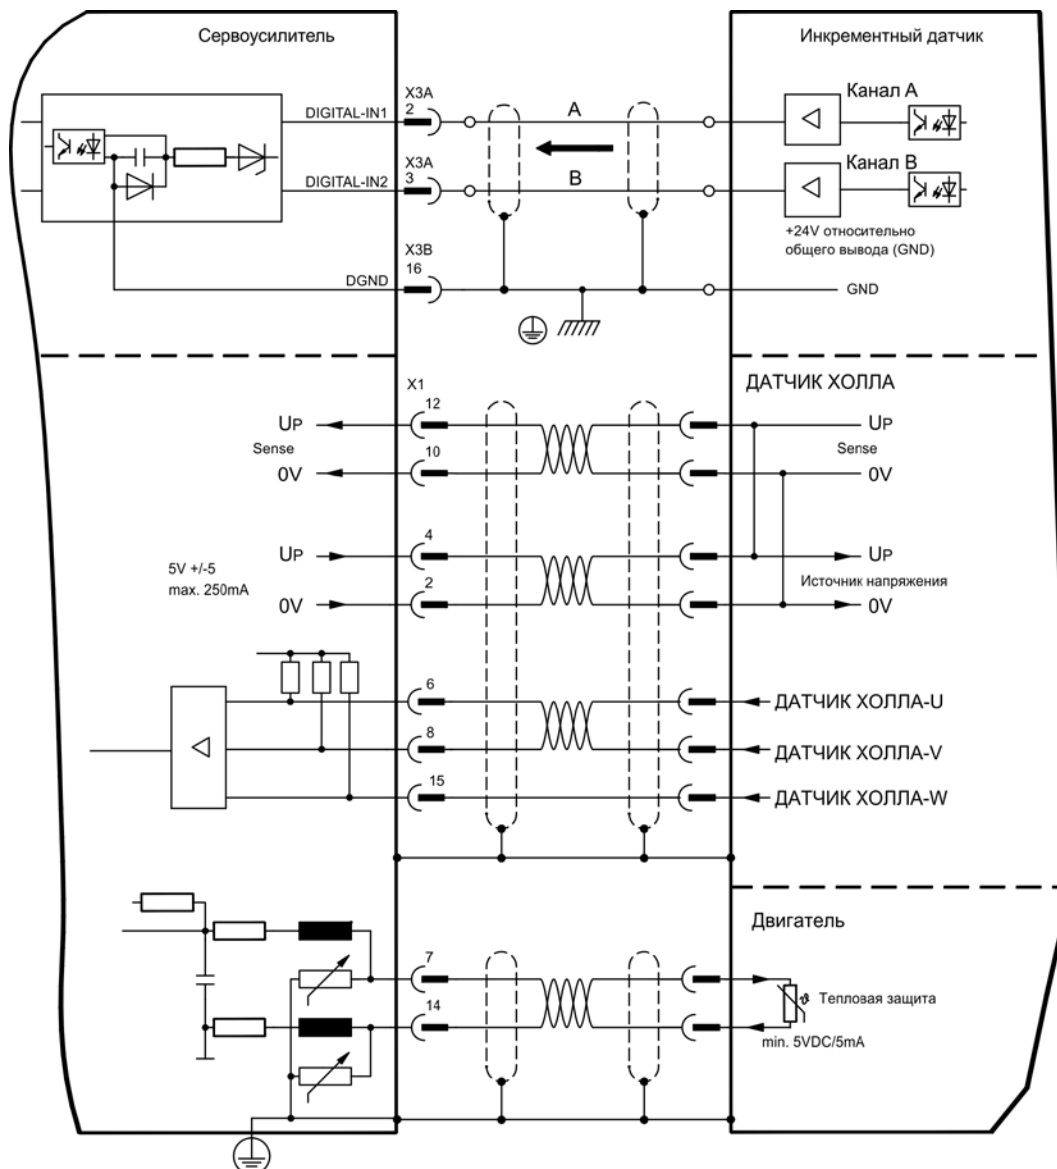 Сервоусилитель
Инкрементный датчик
X3A
2
DIGITAL-IN1
A
Канал A
X3A
3
DIGITAL-IN2
B
Канал B
+24V относительно
общего вывода (GND)
X3B
16
DGND
GND
X1
ДАТЧИК ХОЛЛА
12
UP
UP
Sense
Sense
10
0V
0V
4
UP
UP
5V +/-5
max. 250mA
Источник напряжения
2
0V
0V
6
ДАТЧИК ХОЛЛА-U
8
ДАТЧИК ХОЛЛА-V
15
ДАТЧИК ХОЛЛА-W
Двигатель
7
ϑ Тепловая защита
14
min. 5VDC/5mA